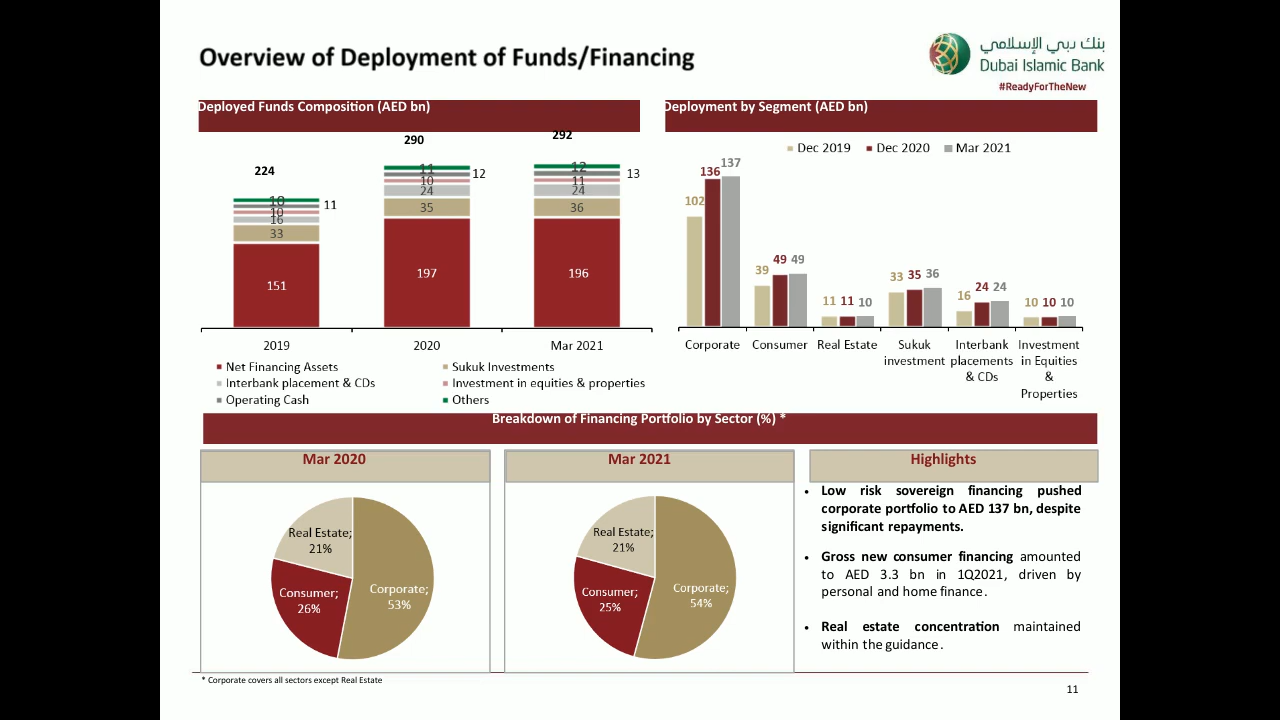 Overview of Deployment of Funds/Financing
بنك دبي الإسلامي
Dubai Islamic Bank
#ReadyForTheNew
Deployed Funds Composition (AED bn)
224
290
292
10
11
10
16
33
151
11
12
10
24
35
197
12
13
11
24
36
196
2019
2020
Mar 2021
Net Financing Assets
Sukuk Investments
Interbank placement & CDs
Investment in equities & properties
Operating Cash
Others
Deployment by Segment (AED bn)
Dec 2019
Dec 2020
Mar 2021
102
136
137
39
49
49
11
11
10
33
35
36
16
24
24
10
10
10
Corporate
Consumer
Real Estate
Sukuk
investment
Interbank
placements
& CDs
Investment
in Equities
&
Properties
Breakdown of Financing Portfolio by Sector (%) *
Mar 2020
Real Estate;
21%
Consumer;
26%
Corporate;
53%
Mar 2021
Real Estate;
21%
Consumer;
25%
Corporate;
54%
Highlights
• Low risk sovereign financing pushed
corporate portfolio to AED 137 bn, despite
significant repayments.
• Gross new consumer financing amounted
to AED 3.3 bn in 1Q2021, driven by
personal and home finance.
• Real estate concentration maintained
within the guidance.
* Corporate covers all sectors except Real Estate
11